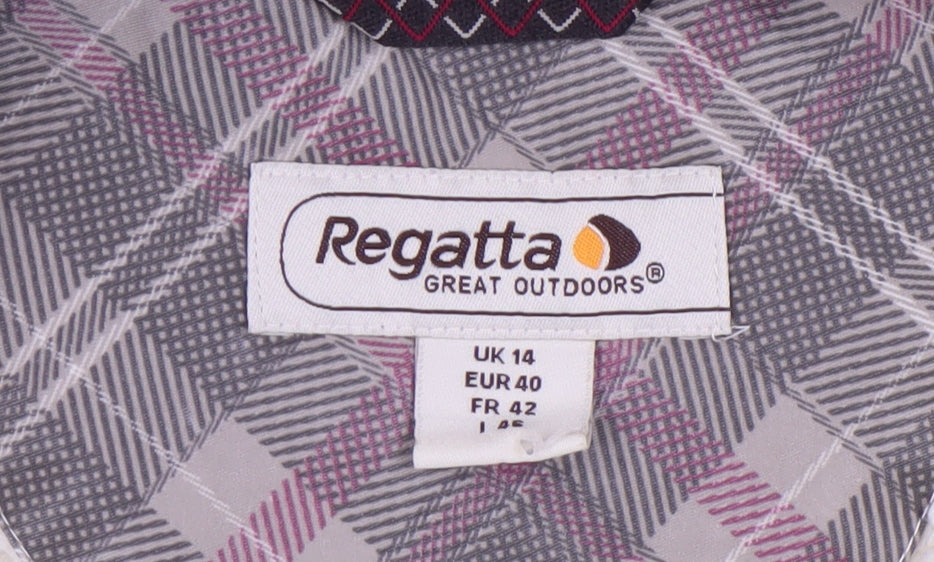 Regatta
GREAT OUTDOORS®
UK 14
EUR 40
FR 42